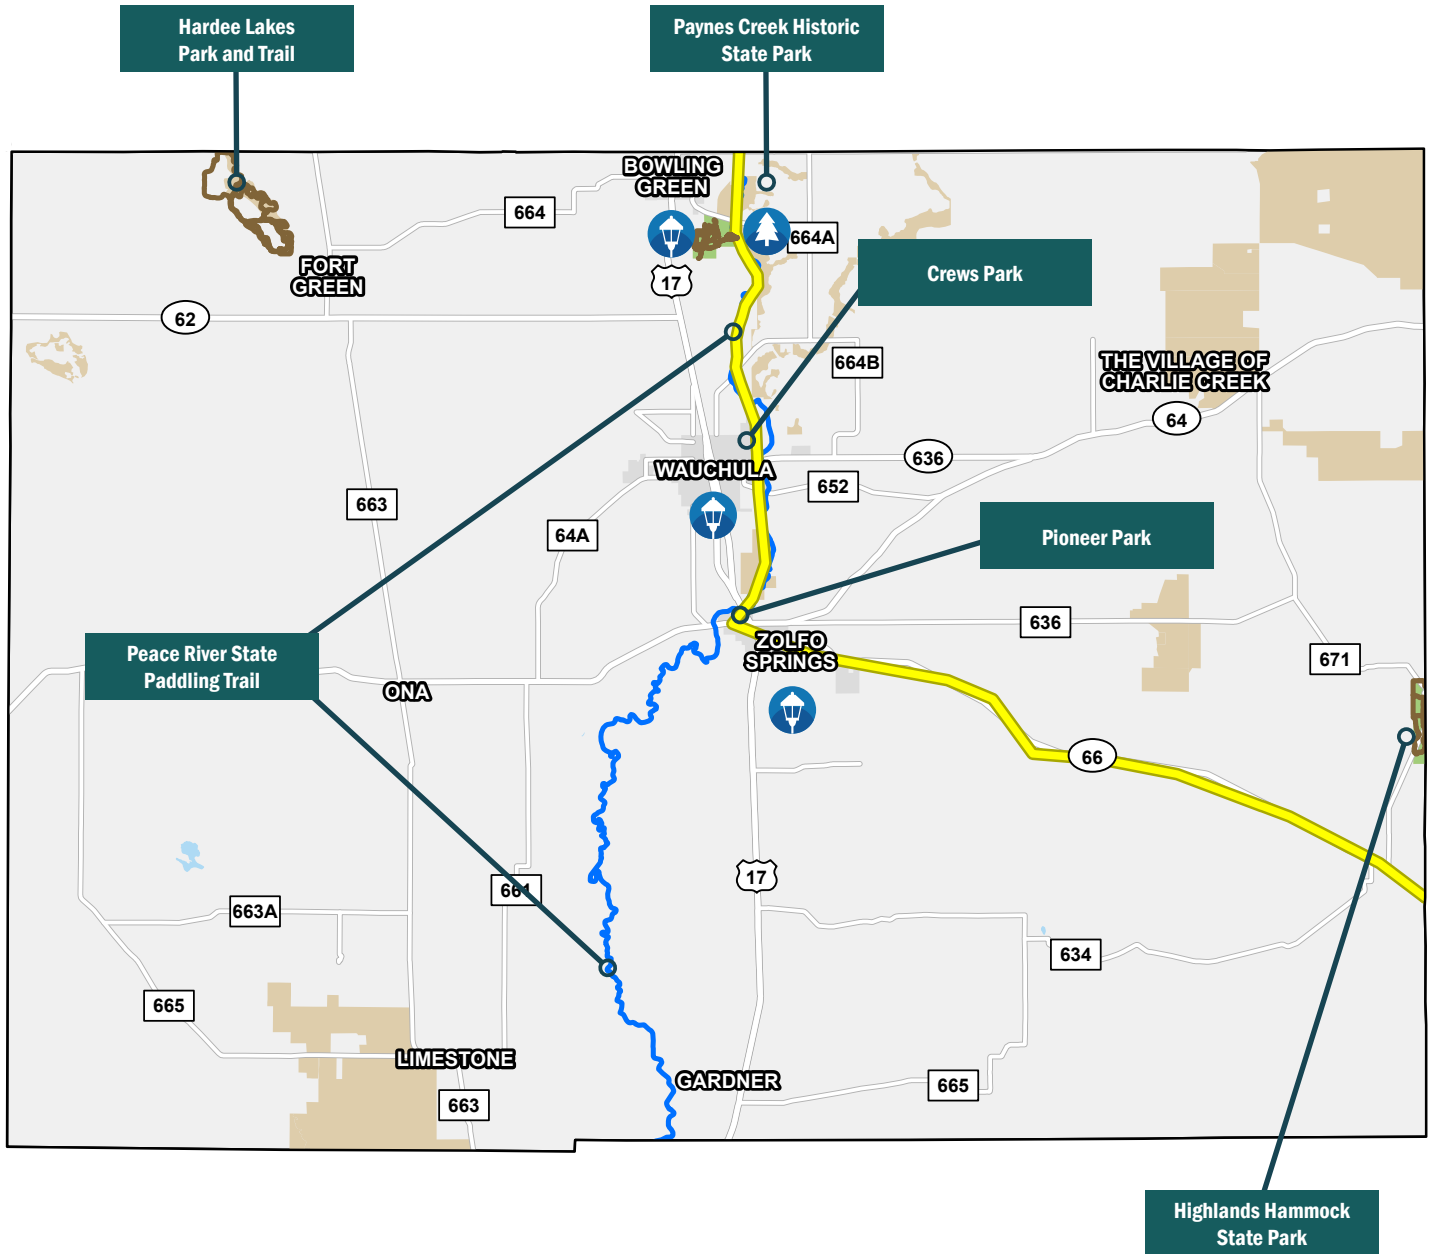 Hardee Lakes
Park and Trail
Paynes Creek Historic
State Park
BOWLING
GREEN
664
664A
FORT
GREEN
17
Crews Park
62
664B
THE VILLAGE OF
CHARLIE CREEK
64
636
WAUCHULA
652
663
64A
Pioneer Park
636
ZOLFO
SPRINGS
Peace River State
Paddling Trail
671
ONA
66
17
661
663A
634
665
LIMESTONE
GARDNER
665
663
Highlands Hammock
State Park